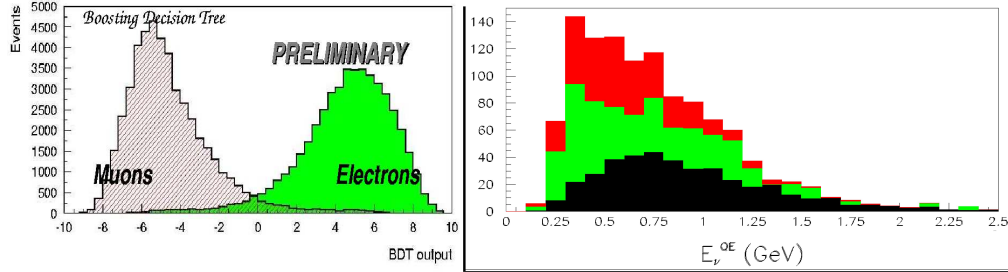 Boosting Decision Tree
PRELIMINARY
Events
5000
4500
4000
3500
3000
2500
2000
1500
1000
500
0
Muons
Electrons
-10 -8 -6 -4 -2 0 2 4 6 8 10
BDT output
140
120
100
80
60
40
20
0
0 0.25 0.5 0.75 1 1.25 1.5 1.75 2 2.25 2.5
E_ν^QE (GeV)